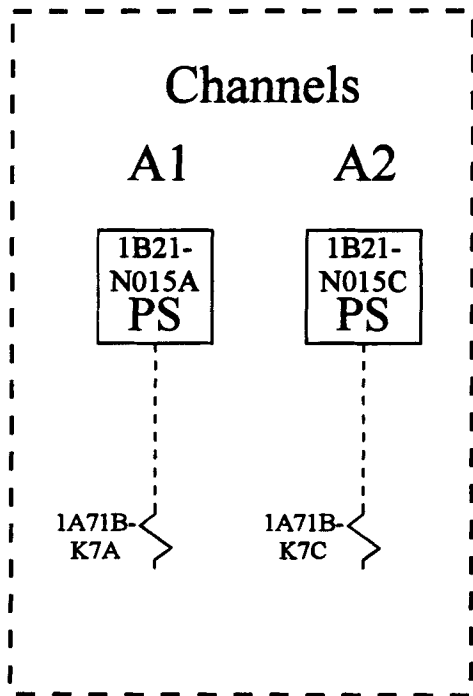 Channels
A1 A2
1B21- 1B21-
N015A N015C
PS PS
1A71B- 1A71B-
K7A K7C